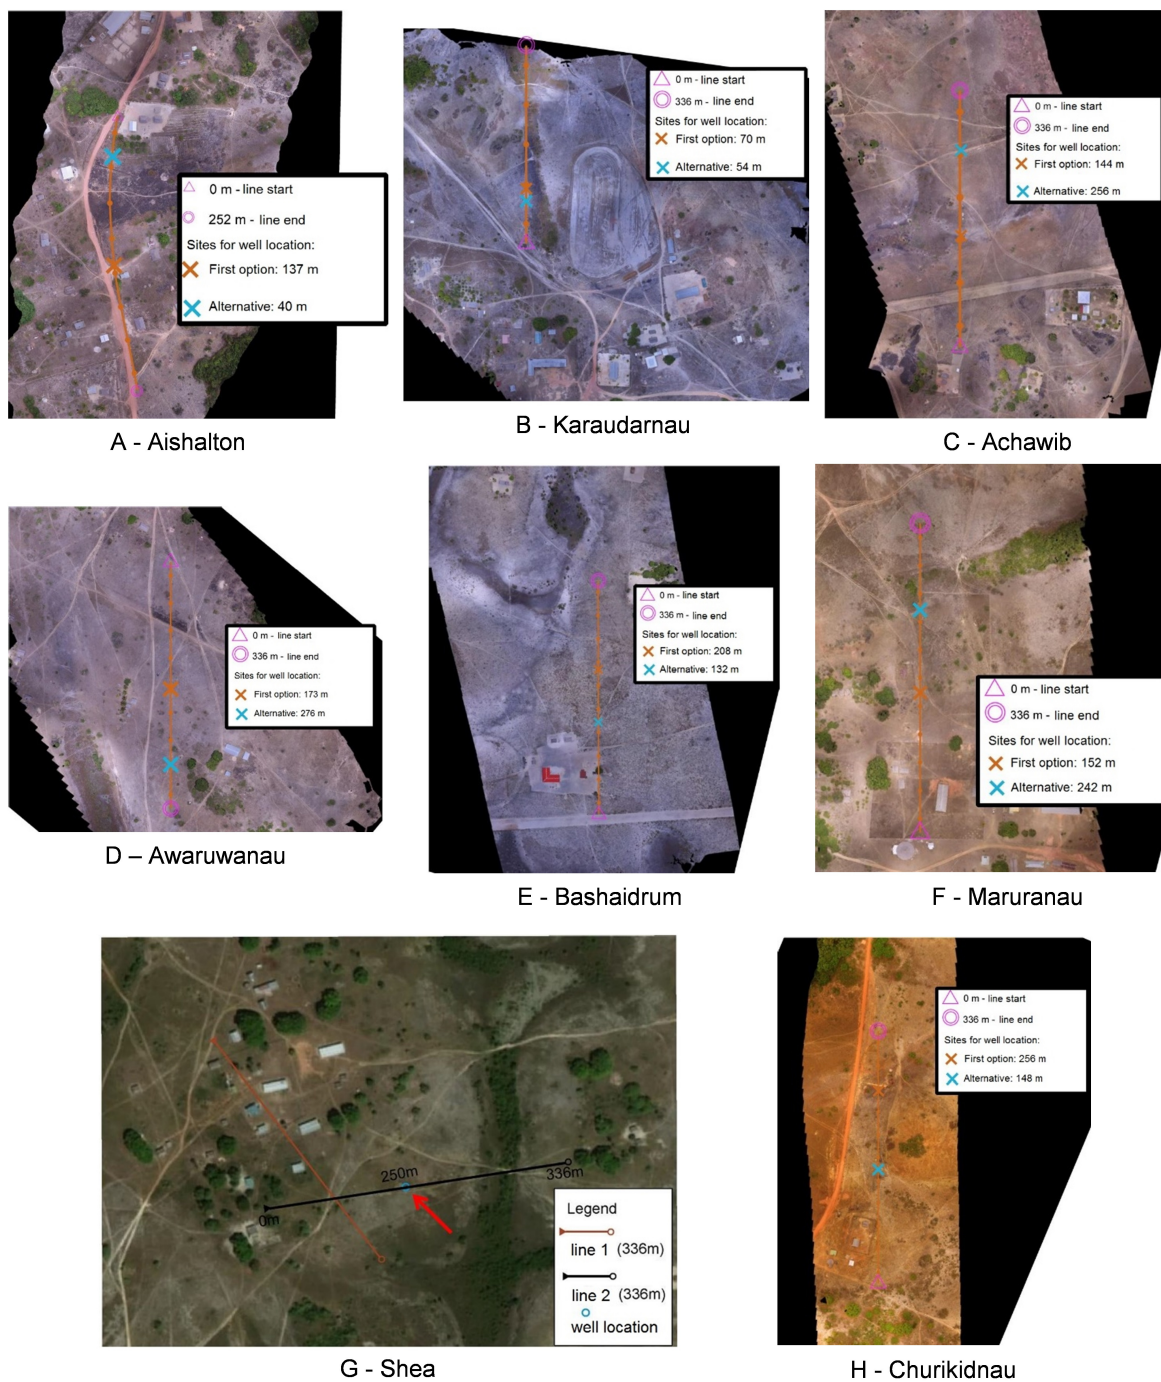 0 m - line start
252 m - line end
Sites for well location:
First option: 137 m
Alternative: 40 m
A - Aishalton
0 m - line start
336 m - line end
Sites for well location:
First option: 70 m
Alternative: 54 m
B - Karaudarnau
0 m - line start
336 m - line end
Sites for well location:
First option: 144 m
Alternative: 256 m
C - Achawib
0 m - line start
336 m - line end
Sites for well location:
First option: 173 m
Alternative: 276 m
D – Awaruwanau
0 m - line start
336 m - line end
Sites for well location:
First option: 208 m
Alternative: 132 m
E - Bashaidrum
0 m - line start
336 m - line end
Sites for well location:
First option: 152 m
Alternative: 242 m
F - Maruranau
250m
336m
0m
Legend
line 1 (336m)
line 2 (336m)
well location
G - Shea
0 m - line start
336 m - line end
Sites for well location:
First option: 256 m
Alternative: 148 m
H - Churikidnau